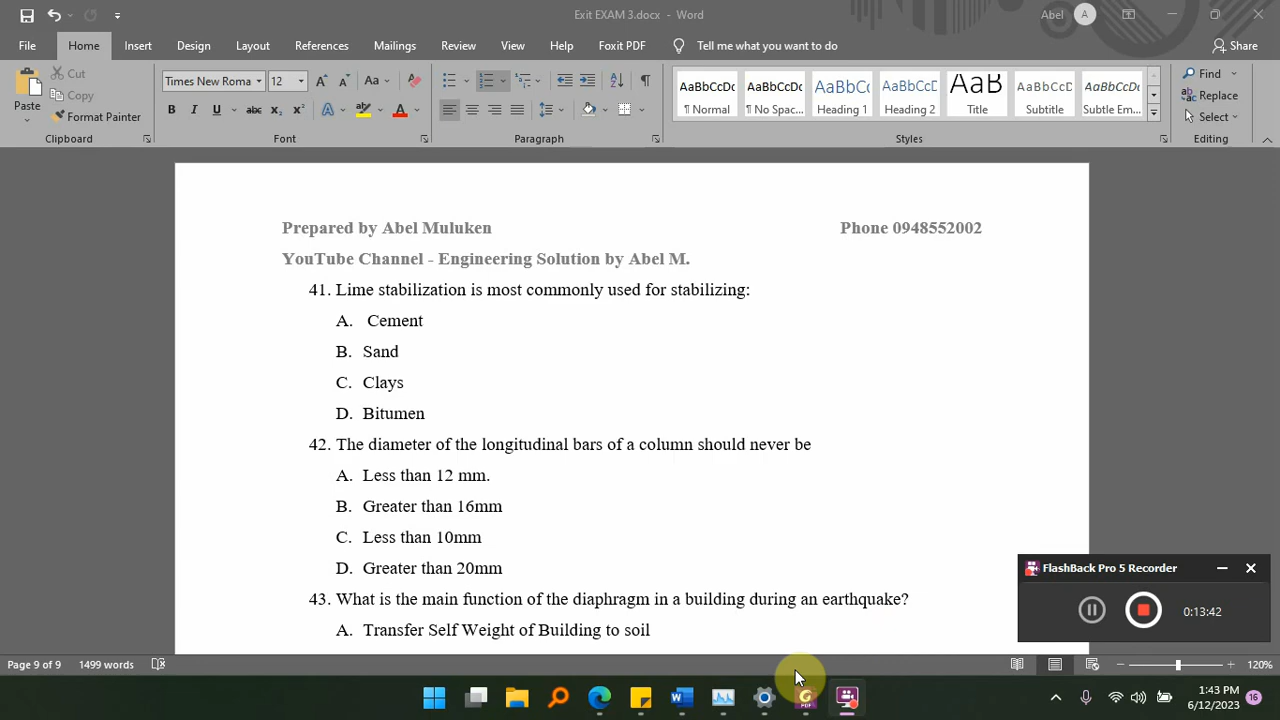 Exit EXAM 3.docx - Word
Abel A
File Home Insert Design Layout References Mailings Review View Help Foxit PDF Tell me what you want to do Share
Paste
Cut
Copy
Format Painter
Clipboard
Times New Roma 12
Font
Paragraph
AaBbCcDc AaBbCcDc AaBbCc AaBbCcD AaB AaBbCcD AaBbCcDc
¶ Normal ¶ No Spac... Heading 1 Heading 2 Title Subtitle Subtle Em...
Styles
Find
Replace
Select
Editing
Prepared by Abel Muluken Phone 0948552002
YouTube Channel - Engineering Solution by Abel M.
41. Lime stabilization is most commonly used for stabilizing:
A. Cement
B. Sand
C. Clays
D. Bitumen
42. The diameter of the longitudinal bars of a column should never be
A. Less than 12 mm.
B. Greater than 16mm
C. Less than 10mm
D. Greater than 20mm
43. What is the main function of the diaphragm in a building during an earthquake?
A. Transfer Self Weight of Building to soil
FlashBack Pro 5 Recorder
0:13:42
Page 9 of 9 1499 words 120%
1:43 PM
6/12/2023
16